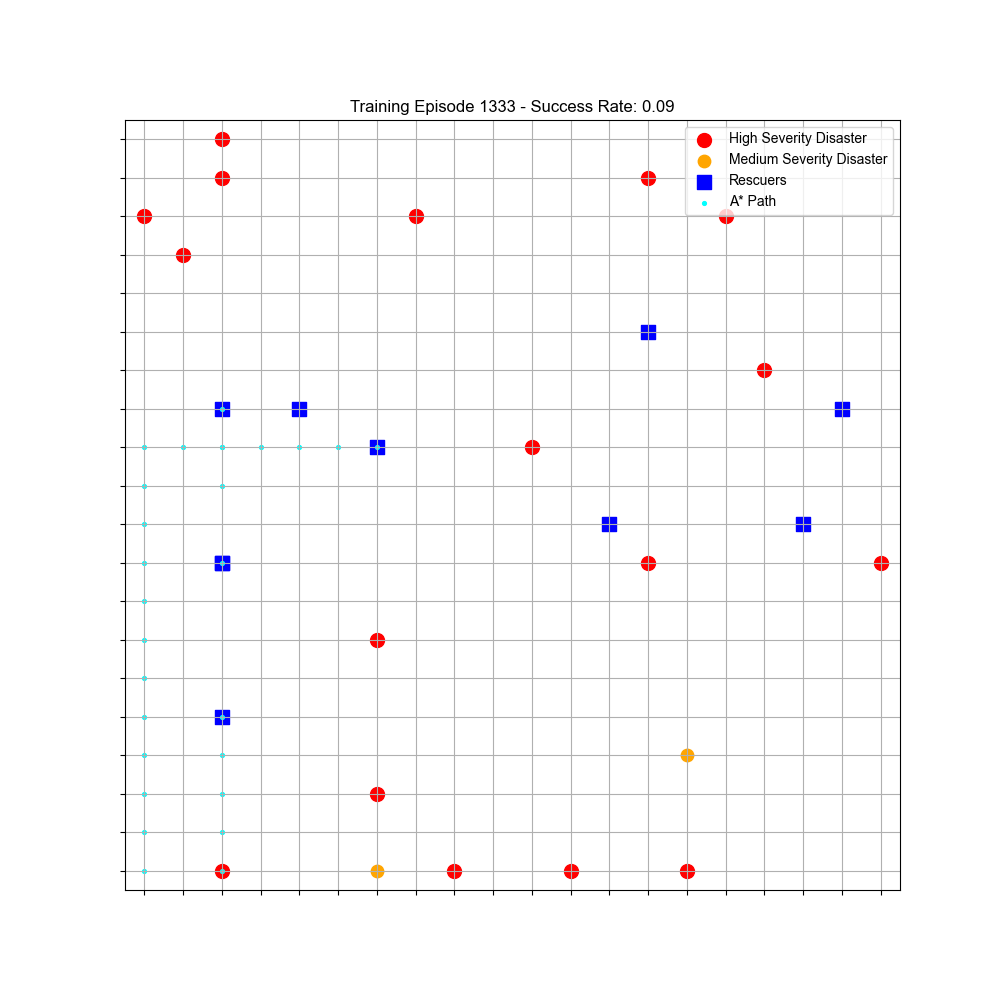 Training Episode 1333 - Success Rate: 0.09
High Severity Disaster
Medium Severity Disaster
Rescuers
A* Path